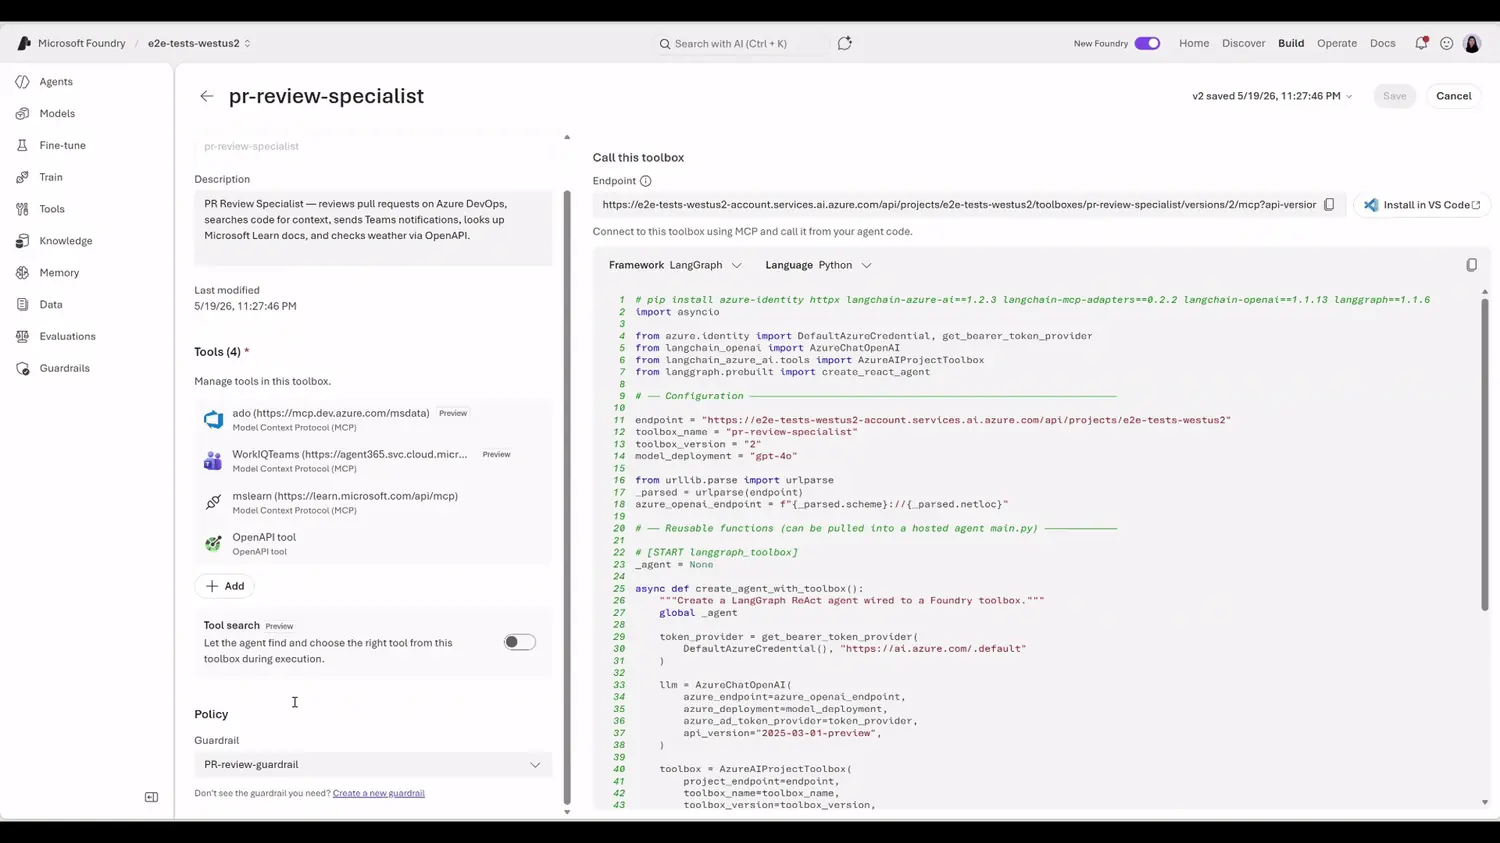 Microsoft Foundry / e2e-tests-westus2
Search with AI (Ctrl + K)
New Foundry
Home
Discover
Build
Operate
Docs
Agents
Models
Fine-tune
Train
Tools
Knowledge
Memory
Data
Evaluations
Guardrails
pr-review-specialist
v2 saved 5/19/26, 11:27:46 PM
Save
Cancel
pr-review-specialist
Description
PR Review Specialist — reviews pull requests on Azure DevOps,
searches code for context, sends Teams notifications, looks up
Microsoft Learn docs, and checks weather via OpenAPI.
Last modified
5/19/26, 11:27:46 PM
Tools (4) *
Manage tools in this toolbox.
ado (https://mcp.dev.azure.com/msdata) Preview
Model Context Protocol (MCP)
WorkIQTeams (https://agent365.svc.cloud.micr... Preview
Model Context Protocol (MCP)
mslearn (https://learn.microsoft.com/api/mcp)
Model Context Protocol (MCP)
OpenAPI tool
OpenAPI tool
Add
Tool search Preview
Let the agent find and choose the right tool from this
toolbox during execution.
Policy
Guardrail
PR-review-guardrail
Don't see the guardrail you need? Create a new guardrail
Call this toolbox
Endpoint
https://e2e-tests-westus2-account.services.ai.azure.com/api/projects/e2e-tests-westus2/toolboxes/pr-review-specialist/versions/2/mcp?api-version
Install in VS Code
Connect to this toolbox using MCP and call it from your agent code.
Framework LangGraph
Language Python
1 # pip install azure-identity httpx langchain-azure-ai==1.2.3 langchain-mcp-adapters==0.2.2 langchain-openai==1.1.13 langgraph==1.1.6
2 import asyncio
3
4 from azure.identity import DefaultAzureCredential, get_bearer_token_provider
5 from langchain_openai import AzureChatOpenAI
6 from langchain_azure_ai.tools import AzureAIProjectToolbox
7 from langgraph.prebuilt import create_react_agent
8
9 # —— Configuration ——————————
10
11 endpoint = "https://e2e-tests-westus2-account.services.ai.azure.com/api/projects/e2e-tests-westus2"
12 toolbox_name = "pr-review-specialist"
13 toolbox_version = "2"
14 model_deployment = "gpt-4o"
15
16 from urllib.parse import urlparse
17 _parsed = urlparse(endpoint)
18 azure_openai_endpoint = f"{_parsed.scheme}://{_parsed.netloc}"
19
20 # —— Reusable functions (can be pulled into a hosted agent main.py) ——————
21
22 # [START langgraph_toolbox]
23 _agent = None
24
25 async def create_agent_with_toolbox():
26 """Create a LangGraph ReAct agent wired to a Foundry toolbox."""
27 global _agent
28
29 token_provider = get_bearer_token_provider(
30 DefaultAzureCredential(), "https://ai.azure.com/.default"
31 )
32
33 llm = AzureChatOpenAI(
34 azure_endpoint=azure_openai_endpoint,
35 azure_deployment=model_deployment,
36 azure_ad_token_provider=token_provider,
37 api_version="2025-03-01-preview",
38 )
39
40 toolbox = AzureAIProjectToolbox(
41 project_endpoint=endpoint,
42 toolbox_name=toolbox_name,
43 toolbox_version=toolbox_version,